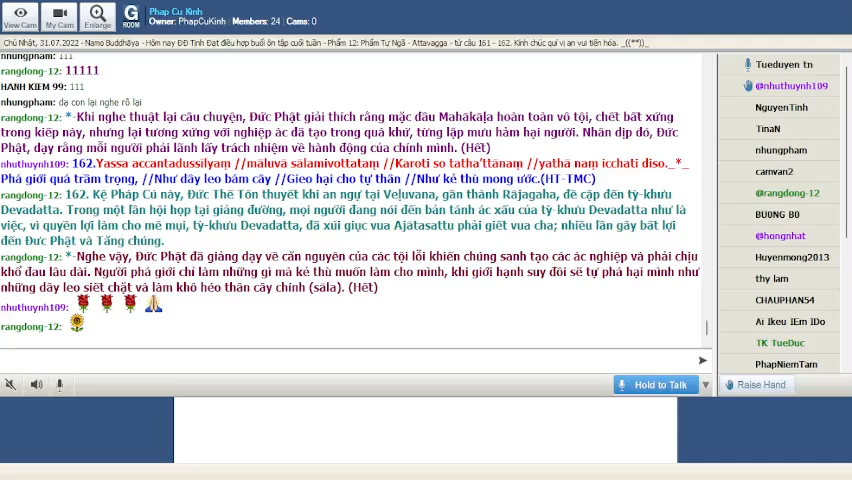 View Cam
My Cam
Enlarge
G
ROOM
Phap Cu Kinh
Owner: PhapCuKinh | Members: 24 | Cams: 0
Chủ Nhật, 31.07.2022 - Namo Buddhāya - Hôm nay ĐĐ Tịnh Đạt điều hợp buổi ôn tập cuối tuần - Phẩm 12: Phẩm Tự Ngã - Attavagga - từ câu 161 - 162. Kính chúc quí vị an vui tiến hóa. _((**)_
nhungpham: 111
rangdong-12: 11111
HANH KIEM 99: 111
nhungpham: dạ con lại nghe rõ lại
rangdong-12: *-Khi nghe thuật lại câu chuyện, Đức Phật giải thích rằng mặc dầu Mahākāḷa hoàn toàn vô tội, chết bất xứng
trong kiếp này, nhưng lại tương xứng với nghiệp ác đã tạo trong quá khứ, từng lập mưu hãm hại người. Nhân dịp đó, Đức
Phật, dạy rằng mỗi người phải lãnh lấy trách nhiệm về hành động của chính mình. (Hết)
nhuthuynh109: 162.Yassa accantadussīlyaṃ //māluvā sālamivottataṃ //Karoti so tatha’ttānaṃ //yathā naṃ icchati diso._*_
Phá giới quá trầm trọng, //Như dây leo bám cây //Gieo hại cho tự thân //Như kẻ thù mong ước.(HT-TMC)
rangdong-12: 162. Kệ Pháp Cú này, Đức Thế Tôn thuyết khi an ngự tại Veḷuvana, gần thành Rājagaha, đề cập đến tỳ-khưu
Devadatta. Trong một lần hội họp tại giảng đường, mọi người đang nói đến bản tánh ác xấu của tỳ-khưu Devadatta như là
việc, vì quyền lợi làm cho mê muội, tỳ-khưu Devadatta, đã xúi giục vua Ajātasattu phải giết vua cha; nhiều lần gây bất lợi
đến Đức Phật và Tăng chúng.
rangdong-12: *-Nghe vậy, Đức Phật đã giảng dạy về căn nguyên của các tội lỗi khiến chúng sanh tạo các ác nghiệp và phải chịu
khổ đau lâu dài. Người phá giới chỉ làm những gì mà kẻ thù muốn làm cho mình, khi giới hạnh suy đồi sẽ tự phá hại mình như
những dây leo siết chặt và làm khô héo thân cây chính (sāla). (Hết)
nhuthuynh109:
rangdong-12:
Hold to Talk
Tueduyen tn
@nhuthuynh109
NguyenTinh
TinaN
nhungpham
camvan2
@rangdong-12
BUONG B0
@hongnhat
Huyenmong2013
thy lam
CHAUPHAN54
Ai Ikeu IEm IDo
TK TueDuc
PhapNiemTam
Raise Hand